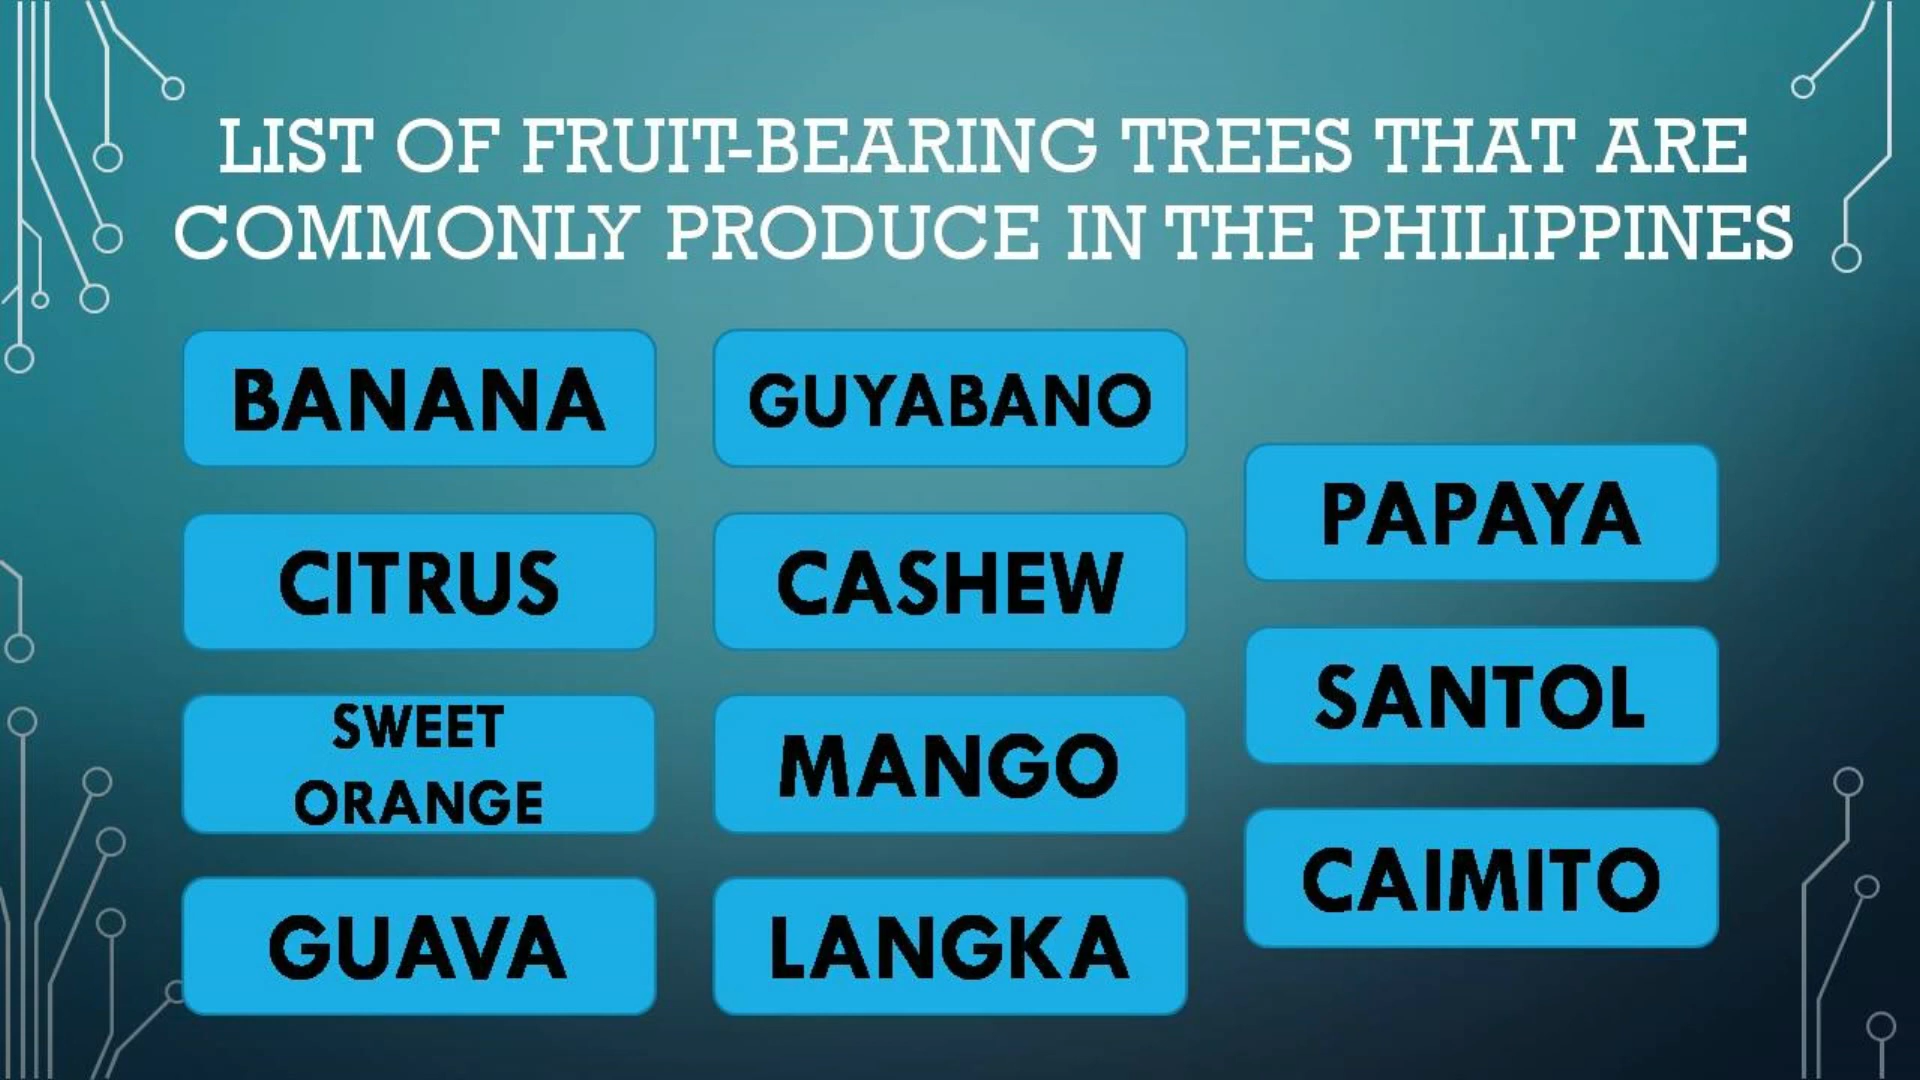 LIST OF FRUIT-BEARING TREES THAT ARE
COMMONLY PRODUCE IN THE PHILIPPINES
BANANA
CITRUS
SWEET
ORANGE
GUAVA
GUYABANO
CASHEW
MANGO
LANGKA
PAPAYA
SANTOL
CAIMITO